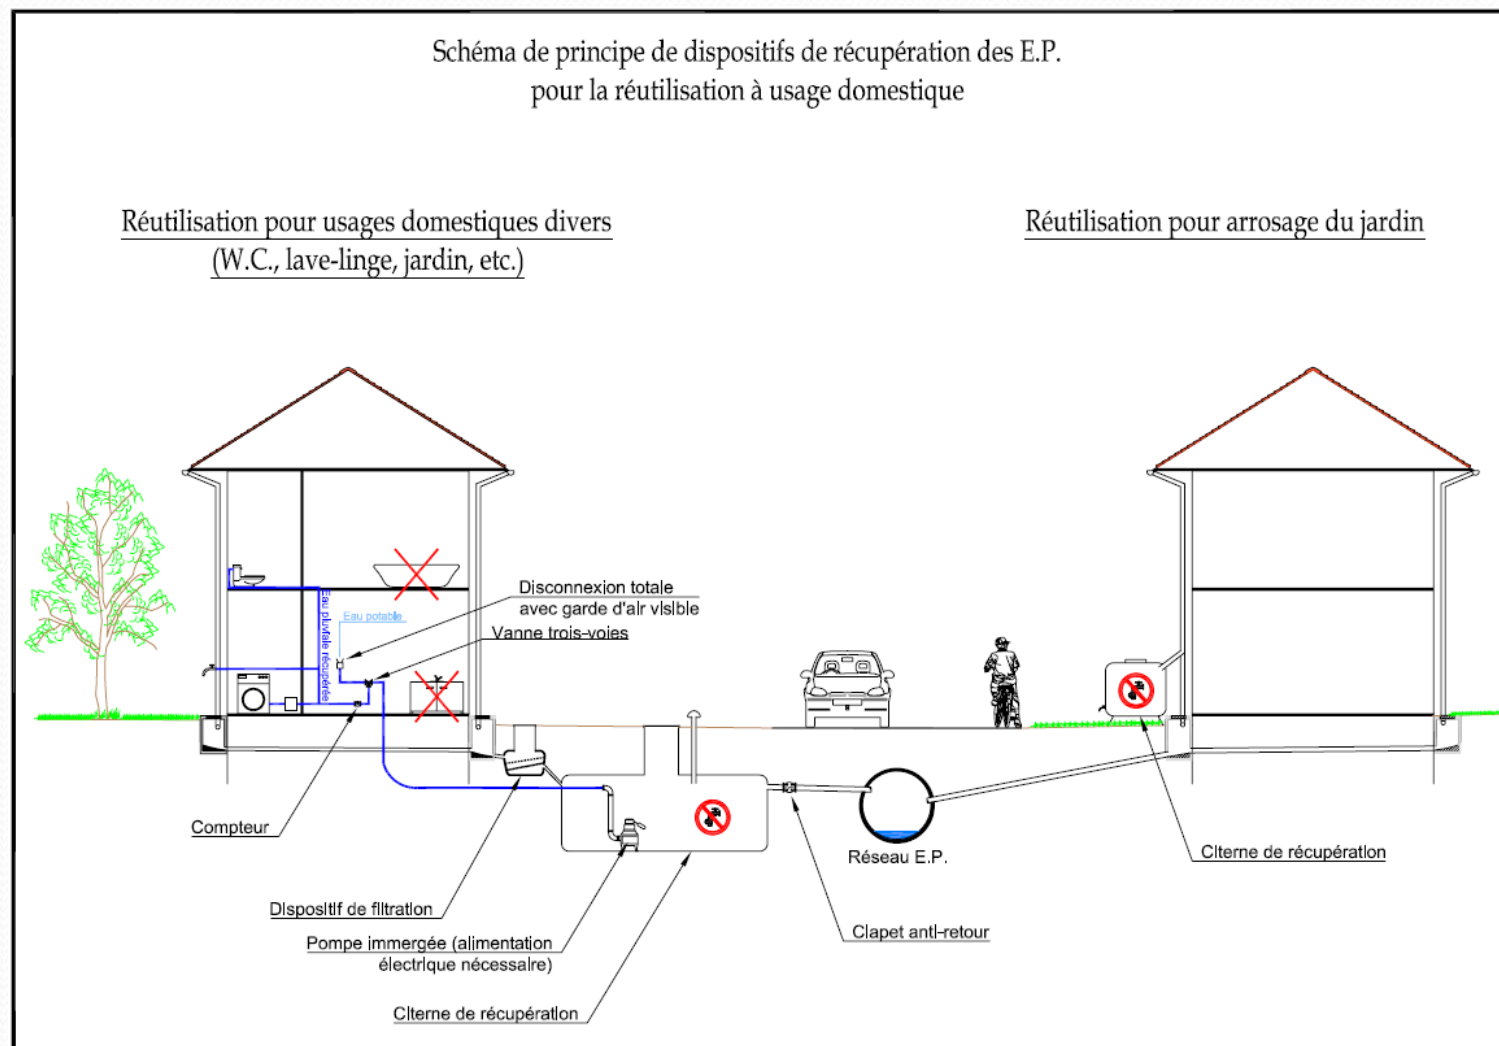 Schéma de principe de dispositifs de récupération des E.P.
pour la réutilisation à usage domestique
Réutilisation pour usages domestiques divers
(W.C., lave-linge, jardin, etc.)
Réutilisation pour arrosage du jardin
Disconnexion totale
avec garde d'air visible
Eau potable
Vanne trois-voies
Eau pluviale récupérée
Compteur
Réseau E.P.
Citerne de récupération
Dispositif de filtration
Clapet anti-retour
Pompe immergée (alimentation
électrique nécessaire)
Citerne de récupération